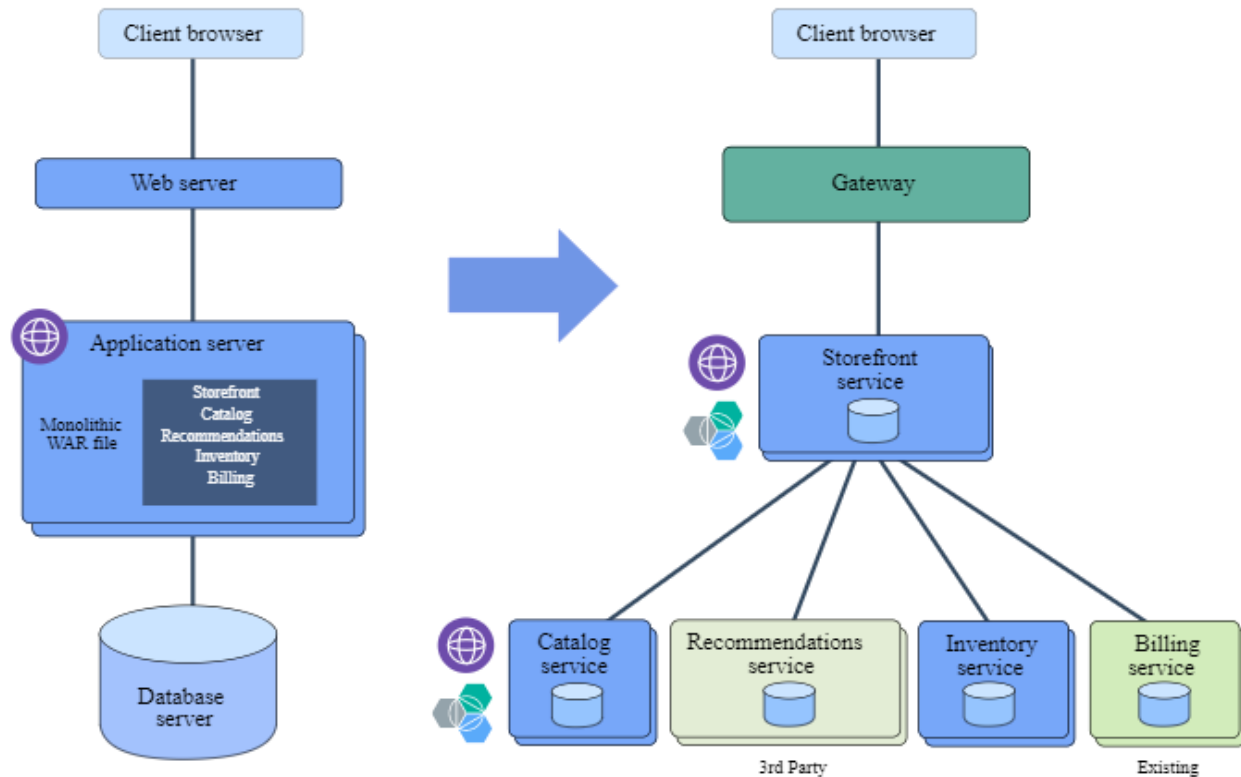 Client browser
Web server
Application server
Monolithic
WAR file
Storefront
Catalog
Recommendations
Inventory
Billing
Database
server
Client browser
Gateway
Storefront
service
Catalog
service
Recommendations
service
3rd Party
Inventory
service
Billing
service
Existing